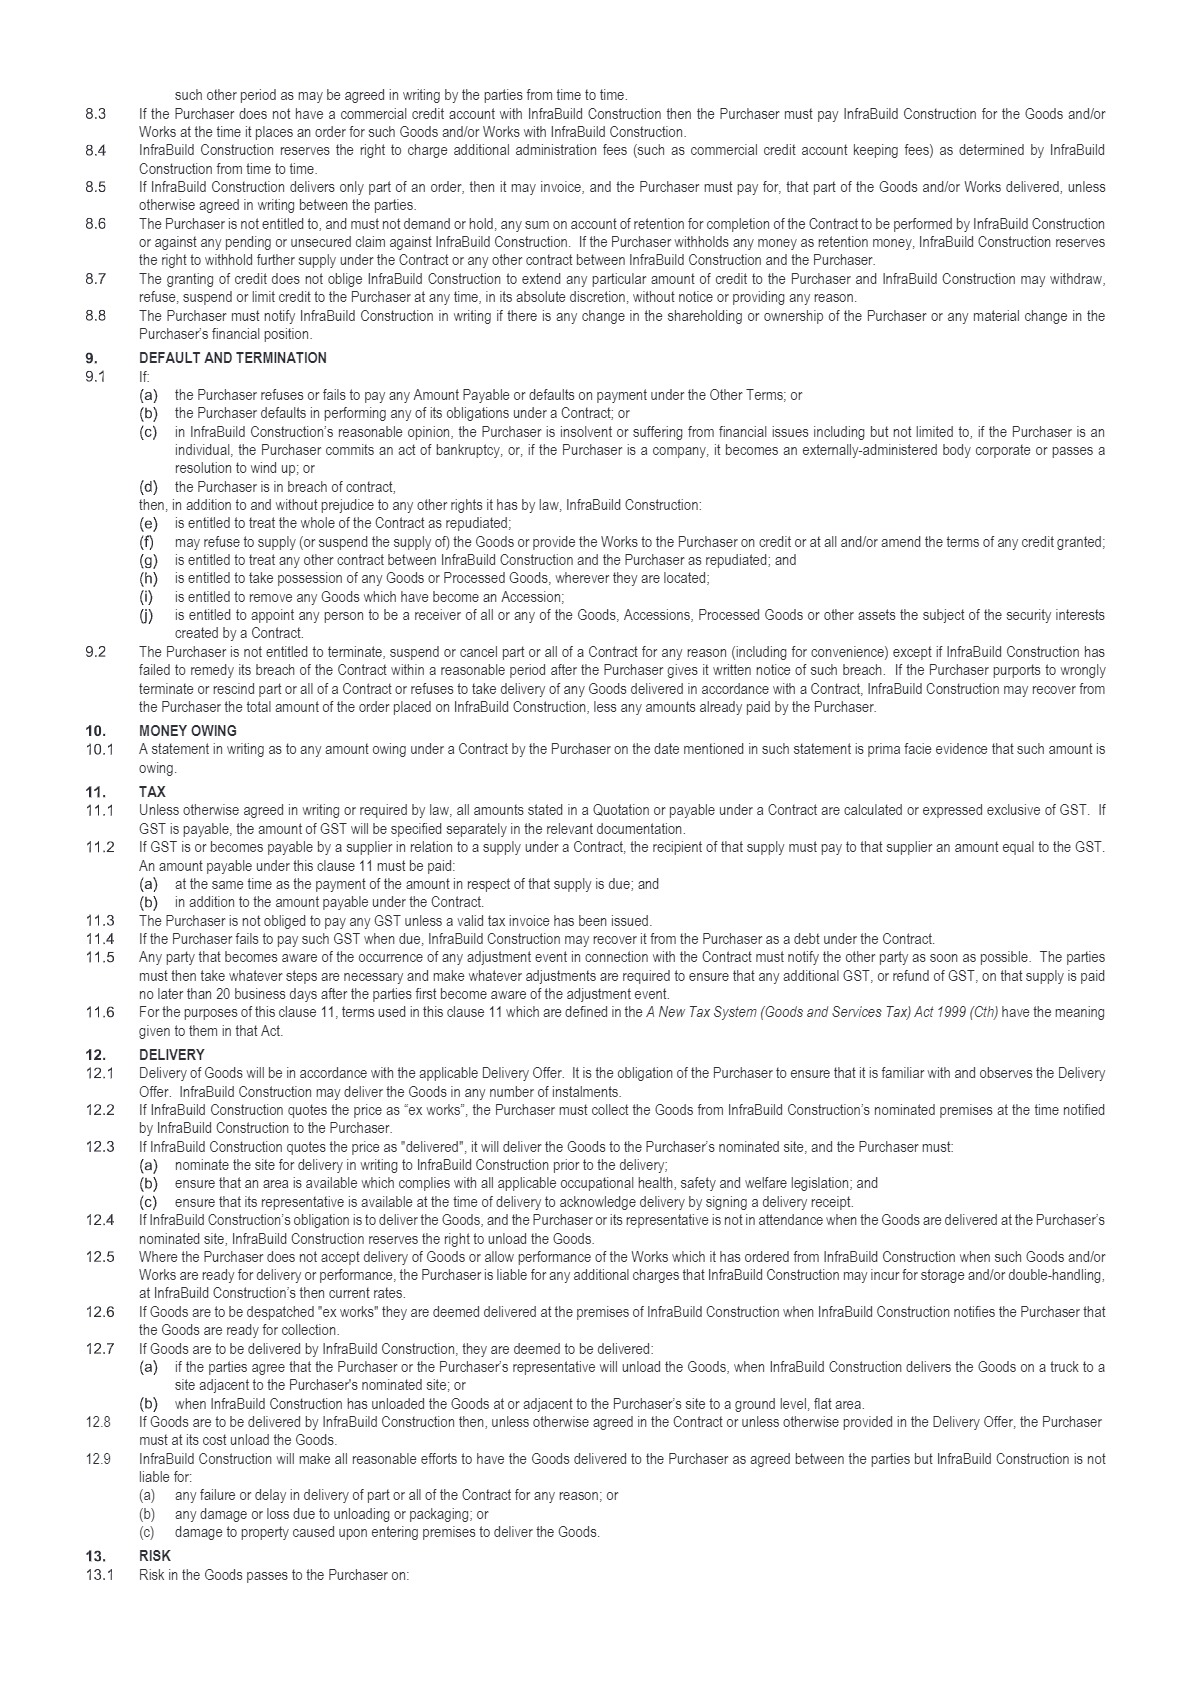 such other period as may be agreed in writing by the parties from time to time.
8.3 If the Purchaser does not have a commercial credit account with InfraBuild Construction then the Purchaser must pay InfraBuild Construction for the Goods and/or
Works at the time it places an order for such Goods and/or Works with InfraBuild Construction.
8.4 InfraBuild Construction reserves the right to charge additional administration fees (such as commercial credit account keeping fees) as determined by InfraBuild
Construction from time to time.
8.5 If InfraBuild Construction delivers only part of an order, then it may invoice, and the Purchaser must pay for, that part of the Goods and/or Works delivered, unless
otherwise agreed in writing between the parties.
8.6 The Purchaser is not entitled to, and must not demand or hold, any sum on account of retention for completion of the Contract to be performed by InfraBuild Construction
or against any pending or unsecured claim against InfraBuild Construction. If the Purchaser withholds any money as retention money, InfraBuild Construction reserves
the right to withhold further supply under the Contract or any other contract between InfraBuild Construction and the Purchaser.
8.7 The granting of credit does not oblige InfraBuild Construction to extend any particular amount of credit to the Purchaser and InfraBuild Construction may withdraw,
refuse, suspend or limit credit to the Purchaser at any time, in its absolute discretion, without notice or providing any reason.
8.8 The Purchaser must notify InfraBuild Construction in writing if there is any change in the shareholding or ownership of the Purchaser or any material change in the
Purchaser's financial position.
9. DEFAULT AND TERMINATION
9.1 If:
(a) the Purchaser refuses or fails to pay any Amount Payable or defaults on payment under the Other Terms; or
(b) the Purchaser defaults in performing any of its obligations under a Contract; or
(c) in InfraBuild Construction's reasonable opinion, the Purchaser is insolvent or suffering from financial issues including but not limited to, if the Purchaser is an
individual, the Purchaser commits an act of bankruptcy, or, if the Purchaser is a company, it becomes an externally-administered body corporate or passes a
resolution to wind up; or
(d) the Purchaser is in breach of contract,
then, in addition to and without prejudice to any other rights it has by law, InfraBuild Construction:
(e) is entitled to treat the whole of the Contract as repudiated;
(f) may refuse to supply (or suspend the supply of) the Goods or provide the Works to the Purchaser on credit or at all and/or amend the terms of any credit granted;
(g) is entitled to treat any other contract between InfraBuild Construction and the Purchaser as repudiated; and
(h) is entitled to take possession of any Goods or Processed Goods, wherever they are located;
(i) is entitled to remove any Goods which have become an Accession;
(j) is entitled to appoint any person to be a receiver of all or any of the Goods, Accessions, Processed Goods or other assets the subject of the security interests
created by a Contract.
9.2 The Purchaser is not entitled to terminate, suspend or cancel part or all of a Contract for any reason (including for convenience) except if InfraBuild Construction has
failed to remedy its breach of the Contract within a reasonable period after the Purchaser gives it written notice of such breach. If the Purchaser purports to wrongly
terminate or rescind part or all of a Contract or refuses to take delivery of any Goods delivered in accordance with a Contract, InfraBuild Construction may recover from
the Purchaser the total amount of the order placed on InfraBuild Construction, less any amounts already paid by the Purchaser.
10. MONEY OWING
10.1 A statement in writing as to any amount owing under a Contract by the Purchaser on the date mentioned in such statement is prima facie evidence that such amount is
owing.
11. TAX
11.1 Unless otherwise agreed in writing or required by law, all amounts stated in a Quotation or payable under a Contract are calculated or expressed exclusive of GST. If
GST is payable, the amount of GST will be specified separately in the relevant documentation.
11.2 If GST is or becomes payable by a supplier in relation to a supply under a Contract, the recipient of that supply must pay to that supplier an amount equal to the GST.
An amount payable under this clause 11 must be paid:
(a) at the same time as the payment of the amount in respect of that supply is due; and
(b) in addition to the amount payable under the Contract.
11.3 The Purchaser is not obliged to pay any GST unless a valid tax invoice has been issued.
11.4 If the Purchaser fails to pay such GST when due, InfraBuild Construction may recover it from the Purchaser as a debt under the Contract.
11.5 Any party that becomes aware of the occurrence of any adjustment event in connection with the Contract must notify the other party as soon as possible. The parties
must then take whatever steps are necessary and make whatever adjustments are required to ensure that any additional GST, or refund of GST, on that supply is paid
no later than 20 business days after the parties first become aware of the adjustment event.
11.6 For the purposes of this clause 11, terms used in this clause 11 which are defined in the A New Tax System (Goods and Services Tax) Act 1999 (Cth) have the meaning
given to them in that Act.
12. DELIVERY
12.1 Delivery of Goods will be in accordance with the applicable Delivery Offer. It is the obligation of the Purchaser to ensure that it is familiar with and observes the Delivery
Offer. InfraBuild Construction may deliver the Goods in any number of instalments.
12.2 If InfraBuild Construction quotes the price as “ex works”, the Purchaser must collect the Goods from InfraBuild Construction's nominated premises at the time notified
by InfraBuild Construction to the Purchaser.
12.3 If InfraBuild Construction quotes the price as "delivered", it will deliver the Goods to the Purchaser's nominated site, and the Purchaser must:
(a) nominate the site for delivery in writing to InfraBuild Construction prior to the delivery;
(b) ensure that an area is available which complies with all applicable occupational health, safety and welfare legislation; and
(c) ensure that its representative is available at the time of delivery to acknowledge delivery by signing a delivery receipt.
12.4 If InfraBuild Construction's obligation is to deliver the Goods, and the Purchaser or its representative is not in attendance when the Goods are delivered at the Purchaser's
nominated site, InfraBuild Construction reserves the right to unload the Goods.
12.5 Where the Purchaser does not accept delivery of Goods or allow performance of the Works which it has ordered from InfraBuild Construction when such Goods and/or
Works are ready for delivery or performance, the Purchaser is liable for any additional charges that InfraBuild Construction may incur for storage and/or double-handling,
at InfraBuild Construction's then current rates.
12.6 If Goods are to be despatched "ex works" they are deemed delivered at the premises of InfraBuild Construction when InfraBuild Construction notifies the Purchaser that
the Goods are ready for collection.
12.7 If Goods are to be delivered by InfraBuild Construction, they are deemed to be delivered:
(a) if the parties agree that the Purchaser or the Purchaser's representative will unload the Goods, when InfraBuild Construction delivers the Goods on a truck to a
site adjacent to the Purchaser's nominated site; or
(b) when InfraBuild Construction has unloaded the Goods at or adjacent to the Purchaser's site to a ground level, flat area.
12.8 If Goods are to be delivered by InfraBuild Construction then, unless otherwise agreed in the Contract or unless otherwise provided in the Delivery Offer, the Purchaser
must at its cost unload the Goods.
12.9 InfraBuild Construction will make all reasonable efforts to have the Goods delivered to the Purchaser as agreed between the parties but InfraBuild Construction is not
liable for:
(a) any failure or delay in delivery of part or all of the Contract for any reason; or
(b) any damage or loss due to unloading or packaging; or
(c) damage to property caused upon entering premises to deliver the Goods.
13. RISK
13.1 Risk in the Goods passes to the Purchaser on: